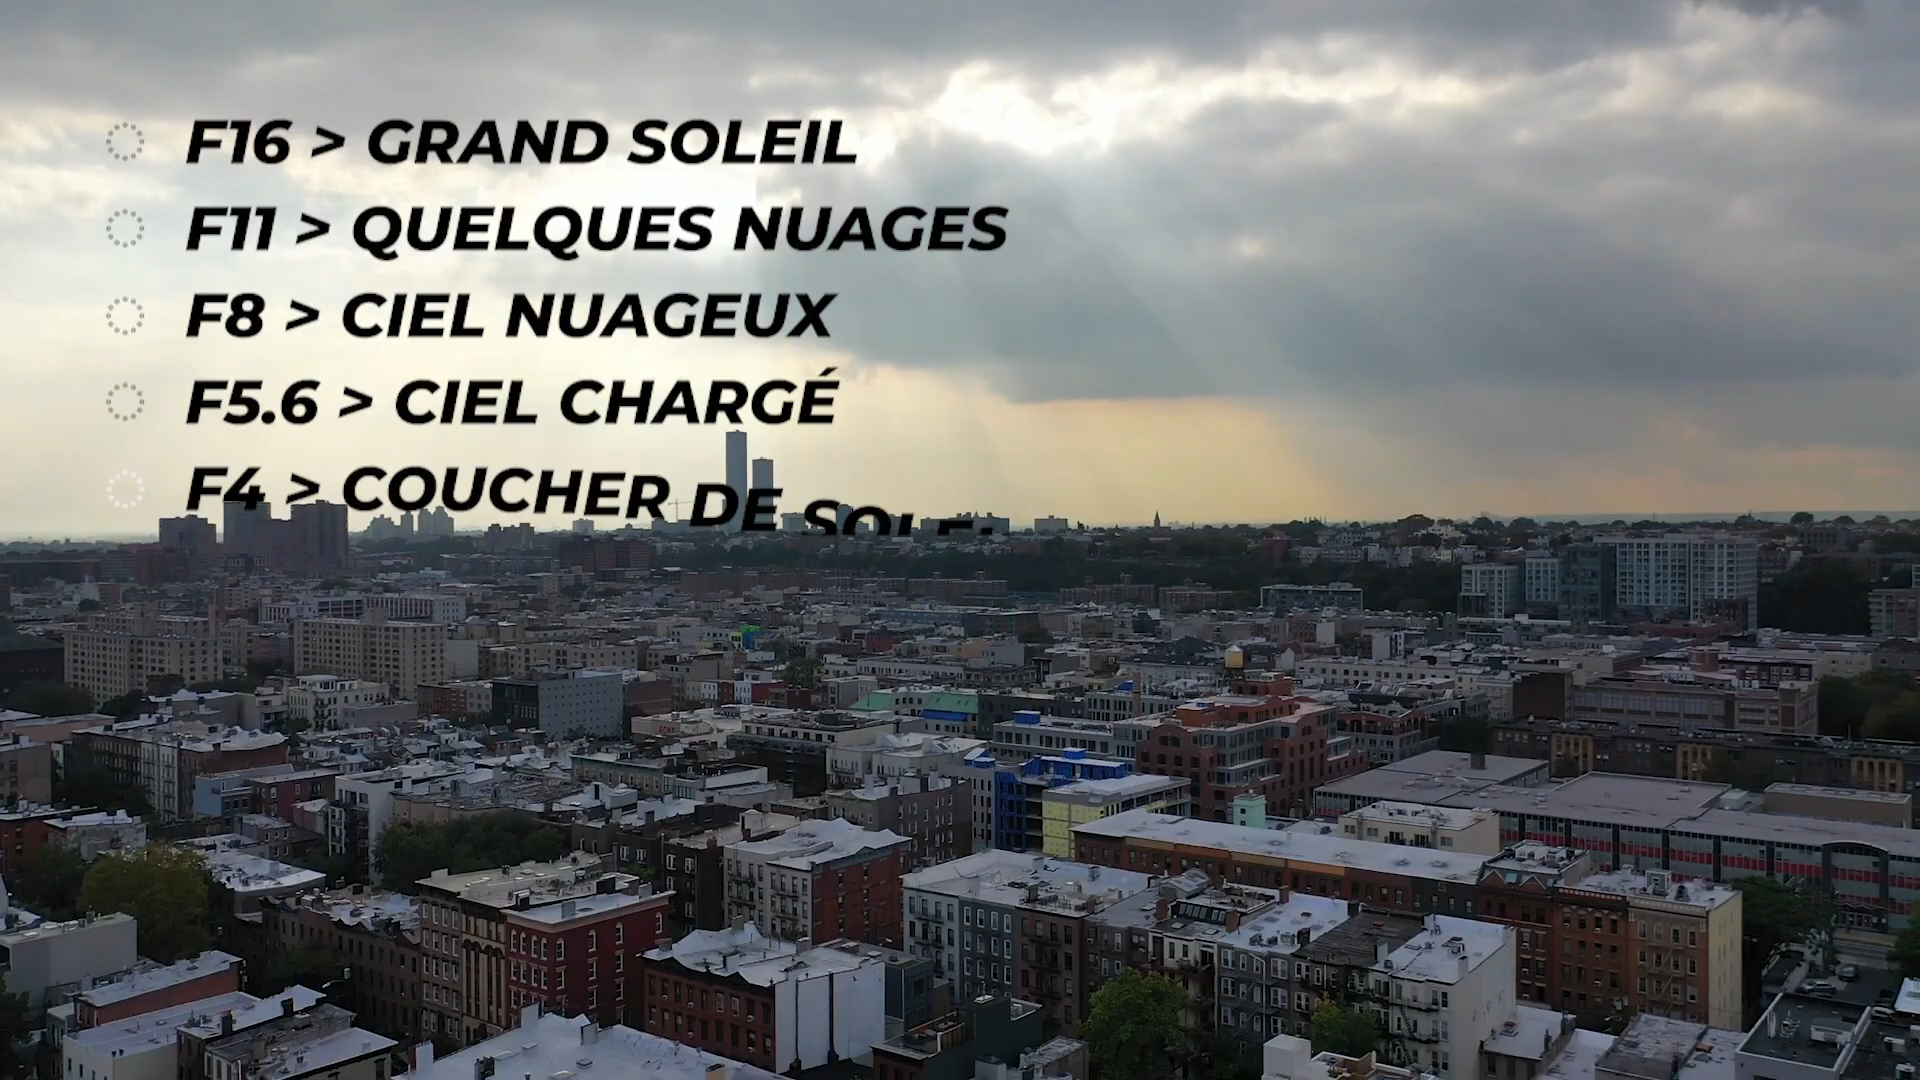 F16 > GRAND SOLEIL
F11 > QUELQUES NUAGES
F8 > CIEL NUAGEUX
F5.6 > CIEL CHARGÉ
F4 > COUCHER DE